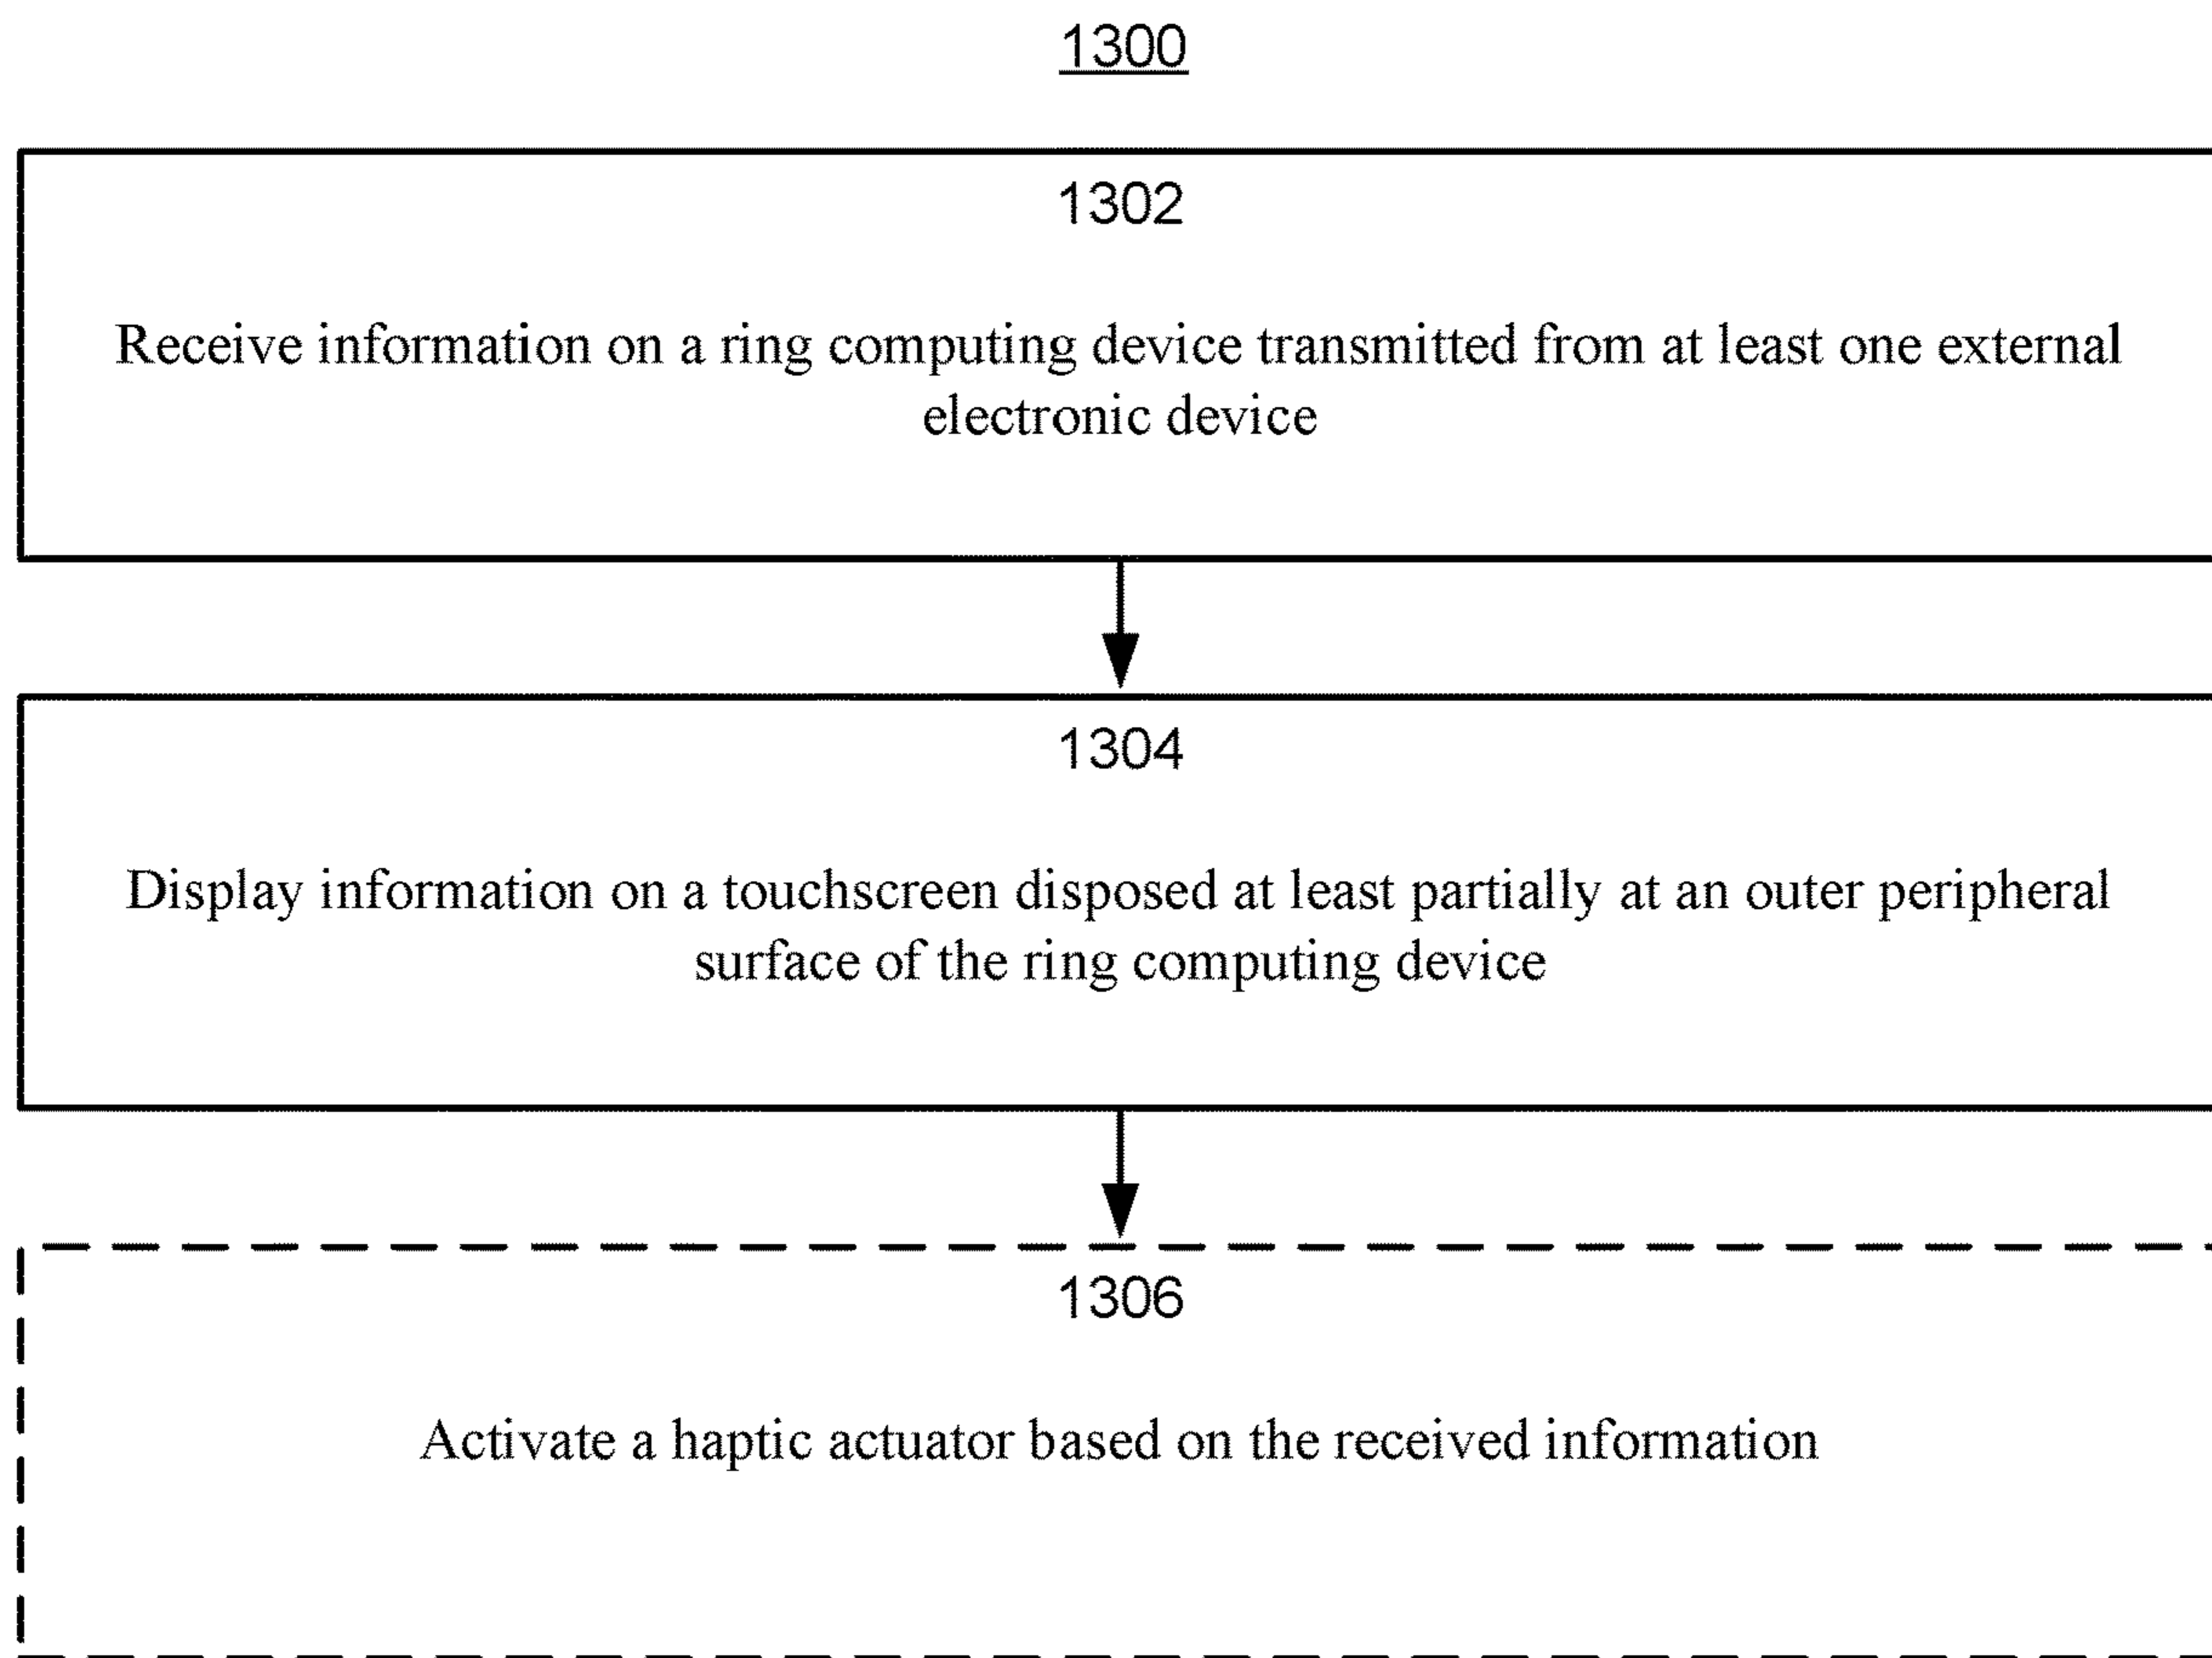 1300
1302
Receive information on a ring computing device transmitted from at least one external
electronic device
1304
Display information on a touchscreen disposed at least partially at an outer peripheral
surface of the ring computing device
1306
Activate a haptic actuator based on the received information